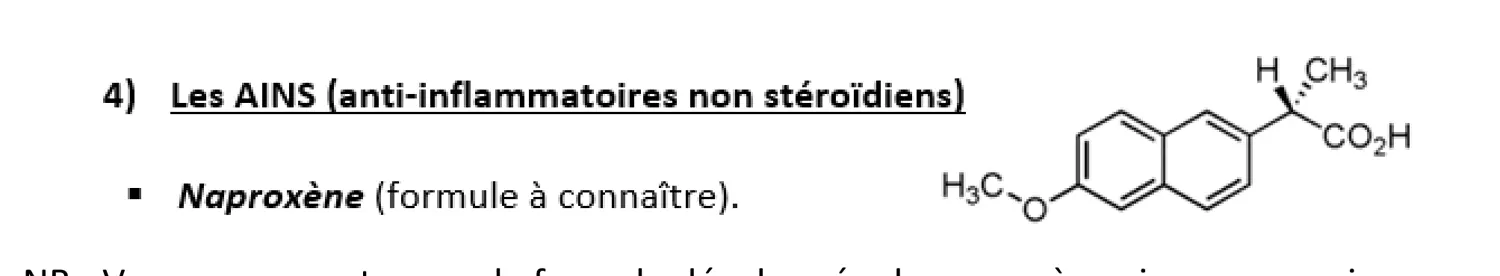 4) Les AINS (anti-inflammatoires non stéroïdiens)
H CH₃
CO₂H
▪ Naproxène (formule à connaître).
H₃C
O